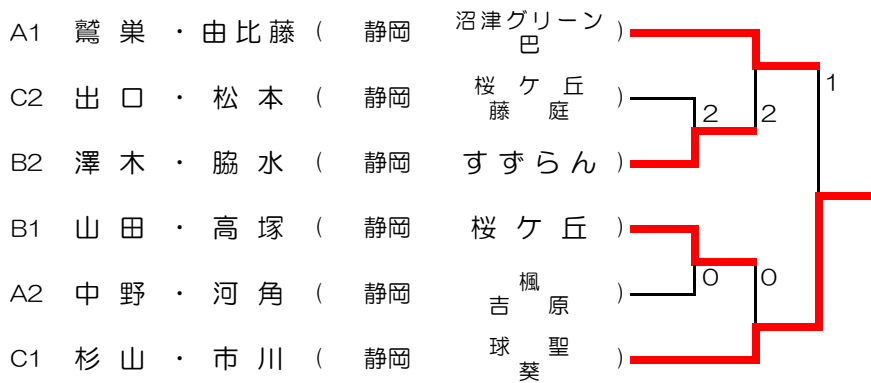 A1 鷲巣・由比藤 ( 静岡 沼津グリーン 巴 )
1
C2 出口・松本 ( 静岡 桜ケ丘 藤庭 )
2 2
B2 澤木・脇水 ( 静岡 すずらん )
B1 山田・高塚 ( 静岡 桜ケ丘 )
0 0
A2 中野・河角 ( 静岡 楓 吉原 )
C1 杉山・市川 ( 静岡 球聖 葵 )